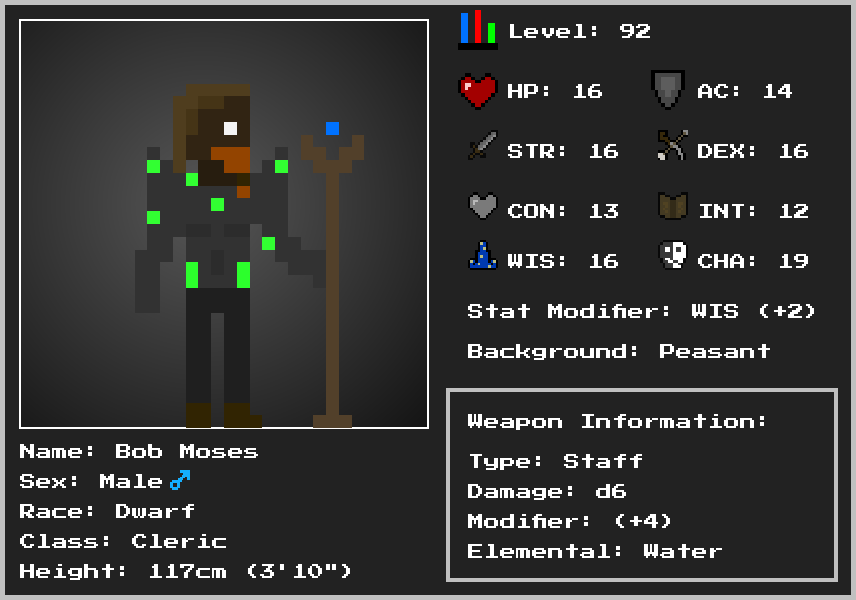 Level: 92
HP: 16 AC: 14
STR: 16 DEX: 16
CON: 13 INT: 12
WIS: 16 CHA: 19
Stat Modifier: WIS (+2)
Background: Peasant
Weapon Information:
Type: Staff
Damage: d6
Modifier: (+4)
Elemental: Water
Name: Bob Moses
Sex: Male ♂
Race: Dwarf
Class: Cleric
Height: 117cm (3'10")